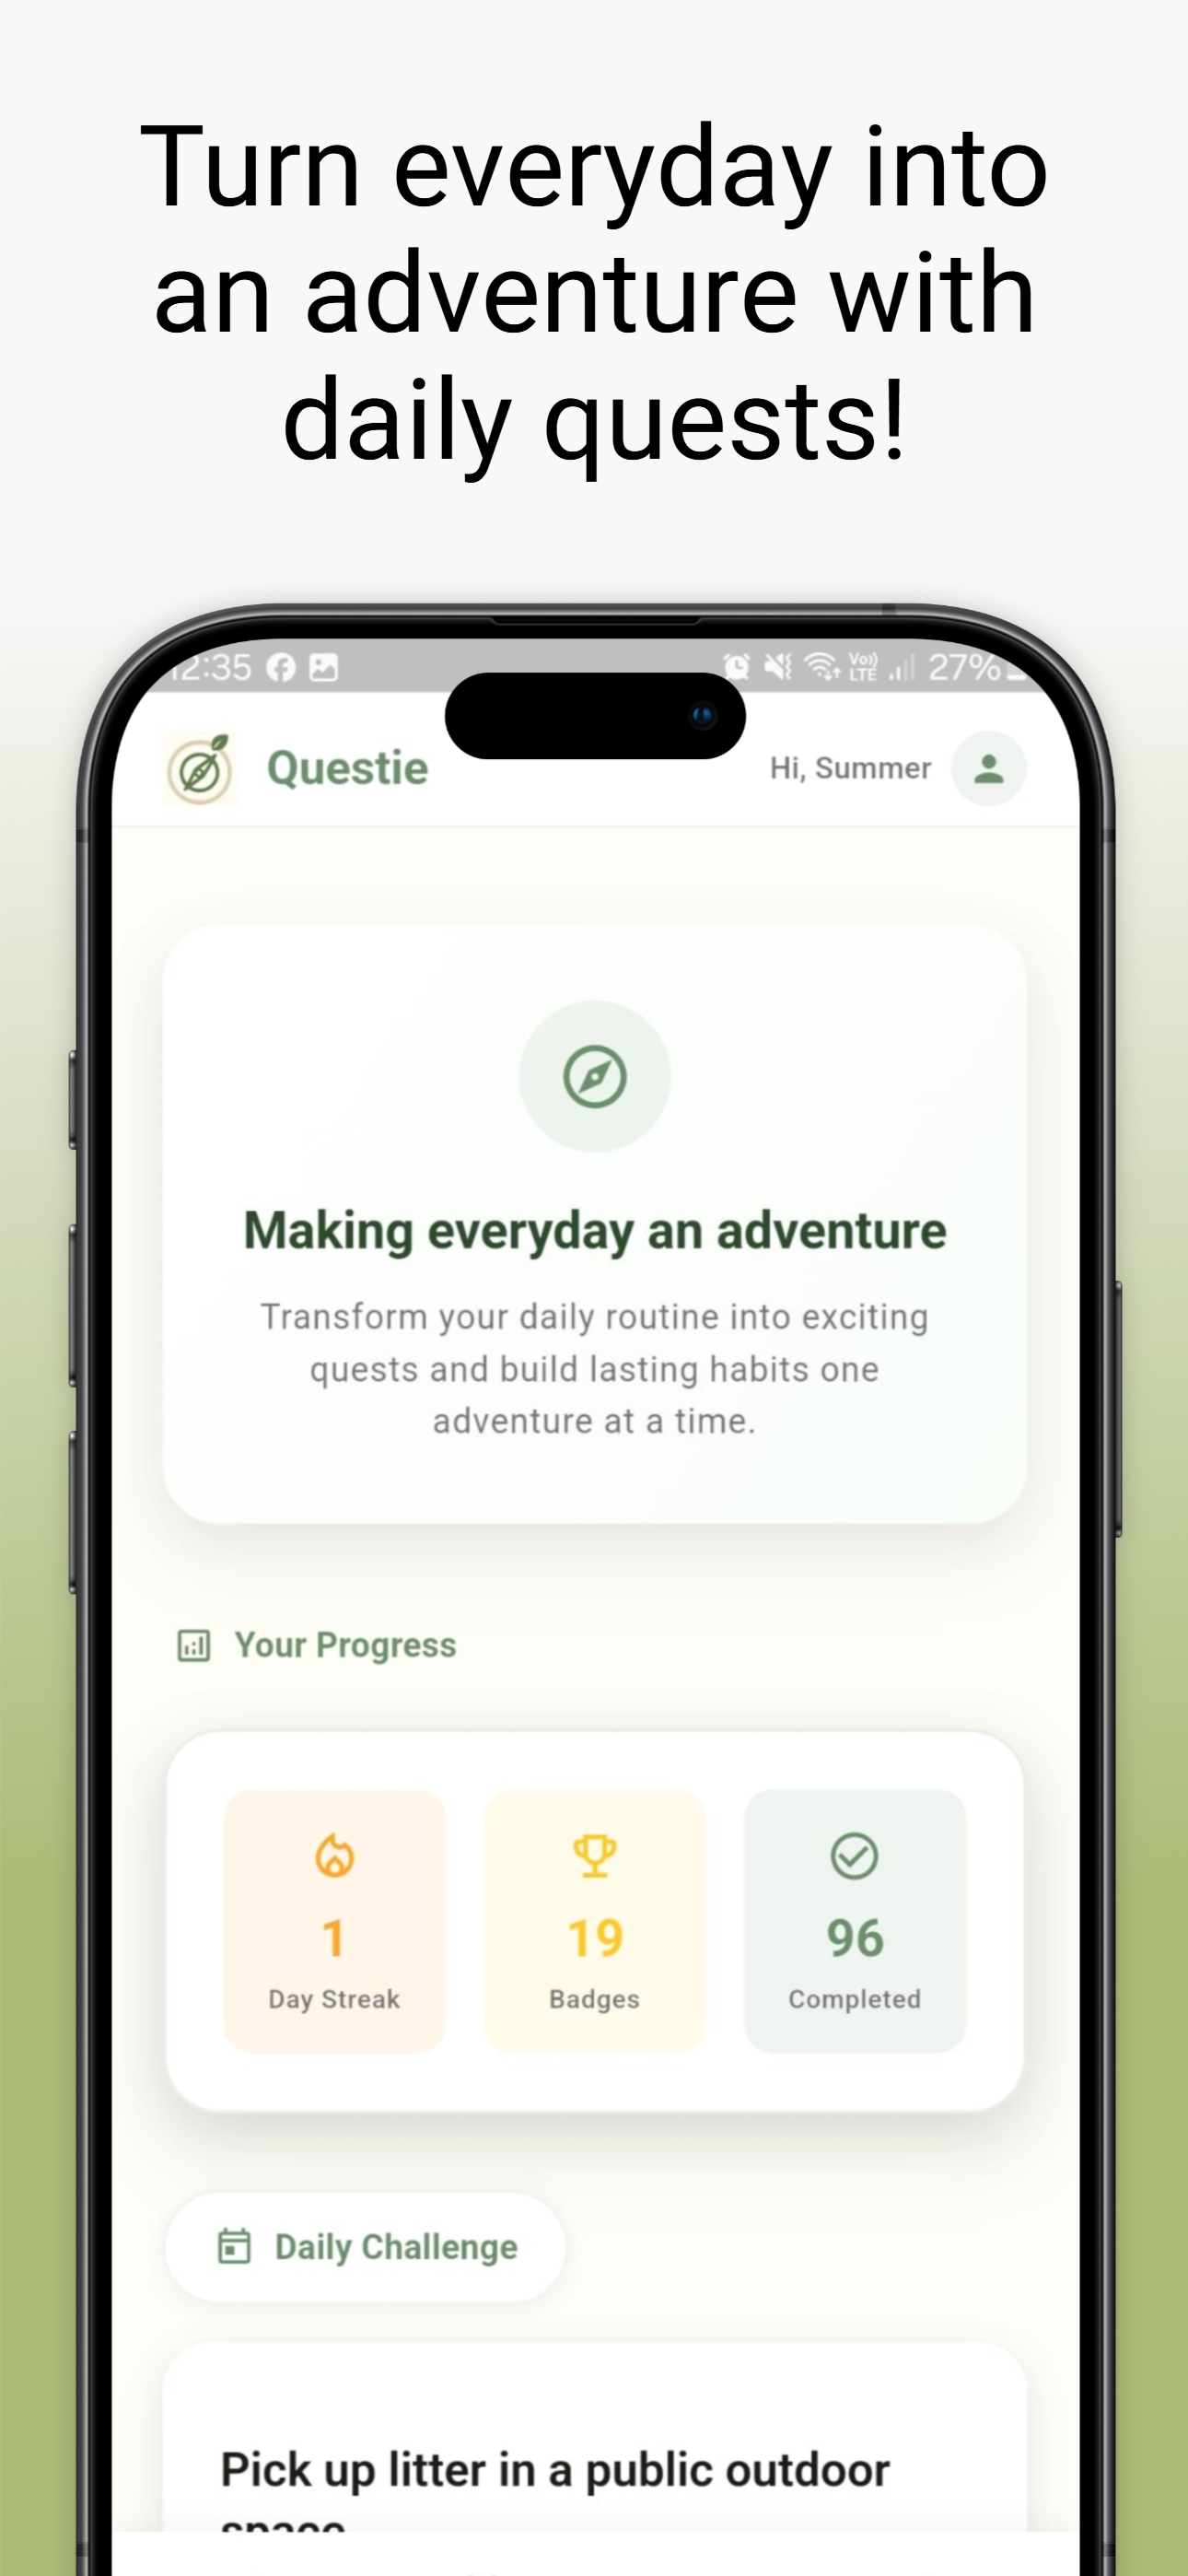 Turn everyday into
an adventure with
daily quests!
12:35
Vo))
LTE
27%
Questie
Hi, Summer
Making everyday an adventure
Transform your daily routine into exciting
quests and build lasting habits one
adventure at a time.
Your Progress
1
19
96
Day Streak
Badges
Completed
Daily Challenge
Pick up litter in a public outdoor
space